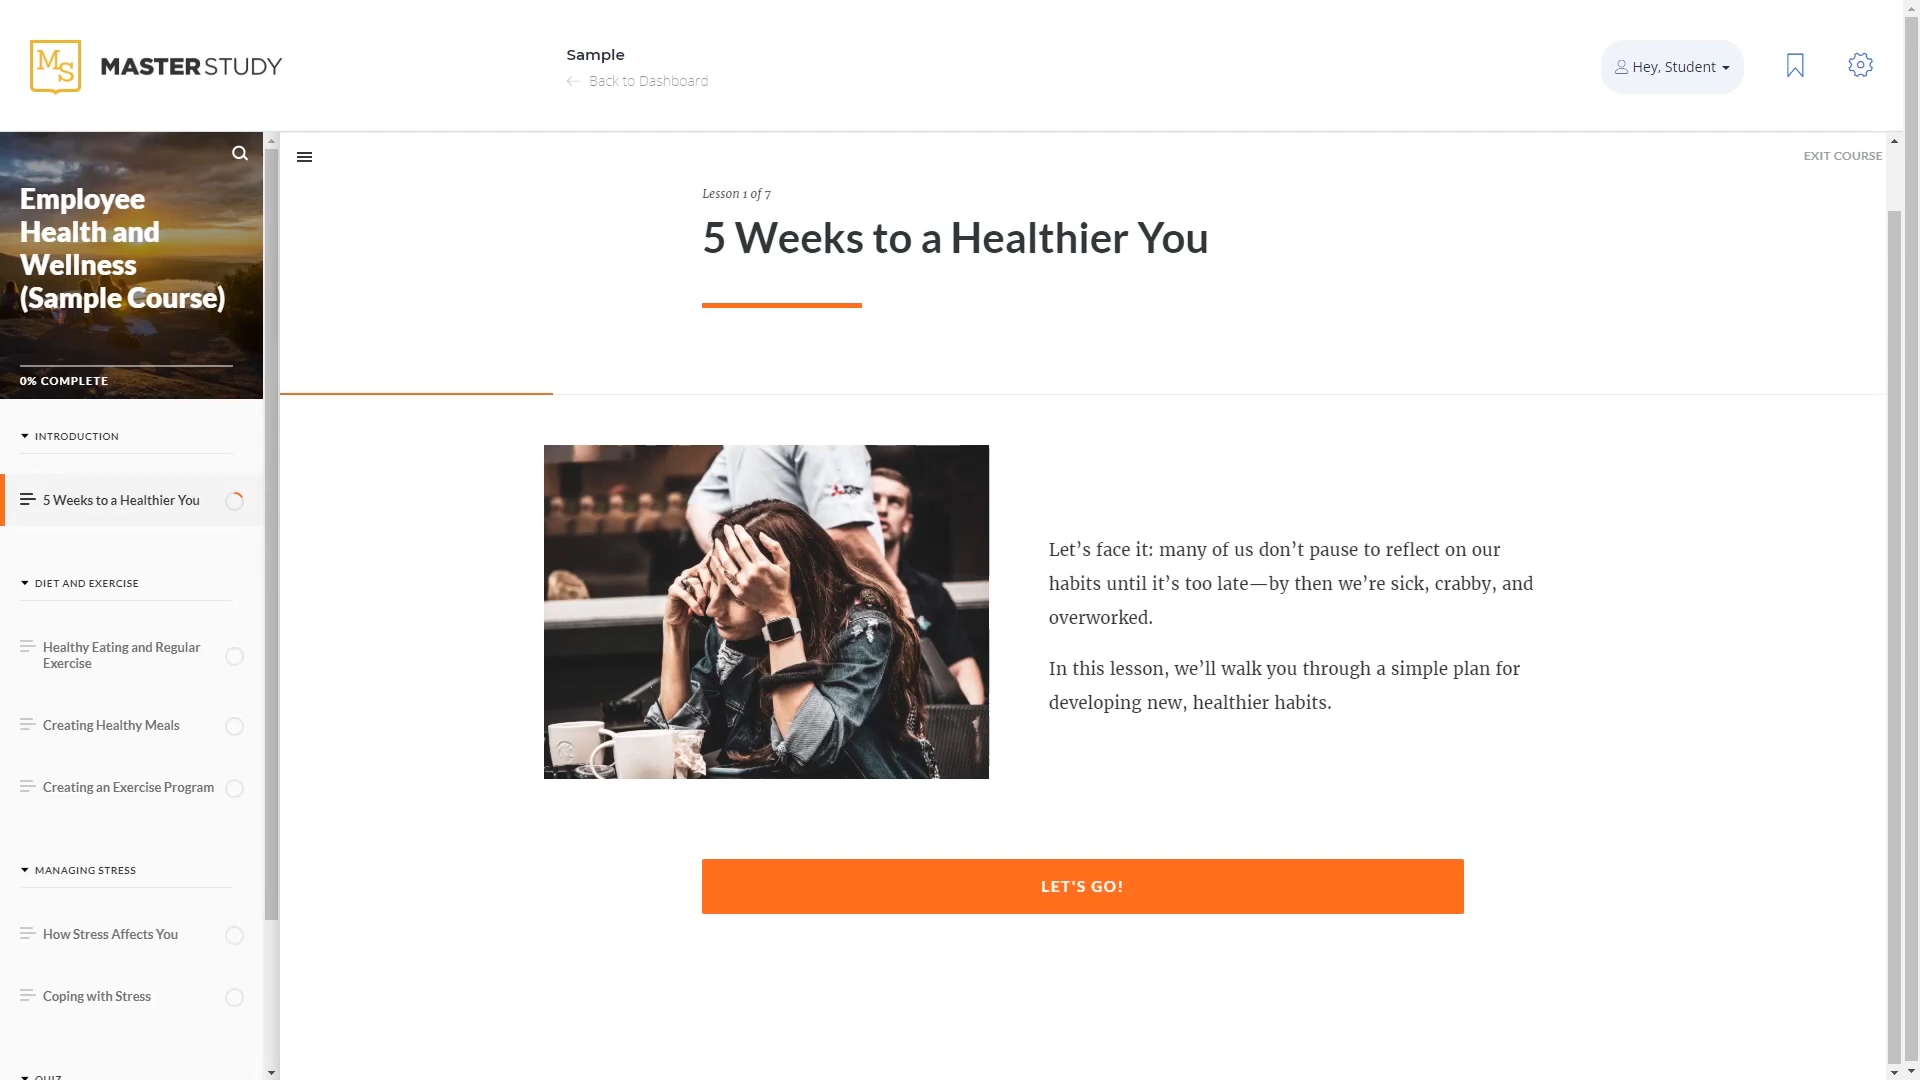 MS MASTERSTUDY
Sample
Back to Dashboard
Hey, Student
Employee
Health and
Wellness
(Sample Course)
0% COMPLETE
INTRODUCTION
5 Weeks to a Healthier You
DIET AND EXERCISE
Healthy Eating and Regular
Exercise
Creating Healthy Meals
Creating an Exercise Program
MANAGING STRESS
How Stress Affects You
Coping with Stress
QUIZ
EXIT COURSE
Lesson 1 of 7
5 Weeks to a Healthier You
Let’s face it: many of us don’t pause to reflect on our
habits until it’s too late—by then we’re sick, crabby, and
overworked.
In this lesson, we’ll walk you through a simple plan for
developing new, healthier habits.
LET'S GO!